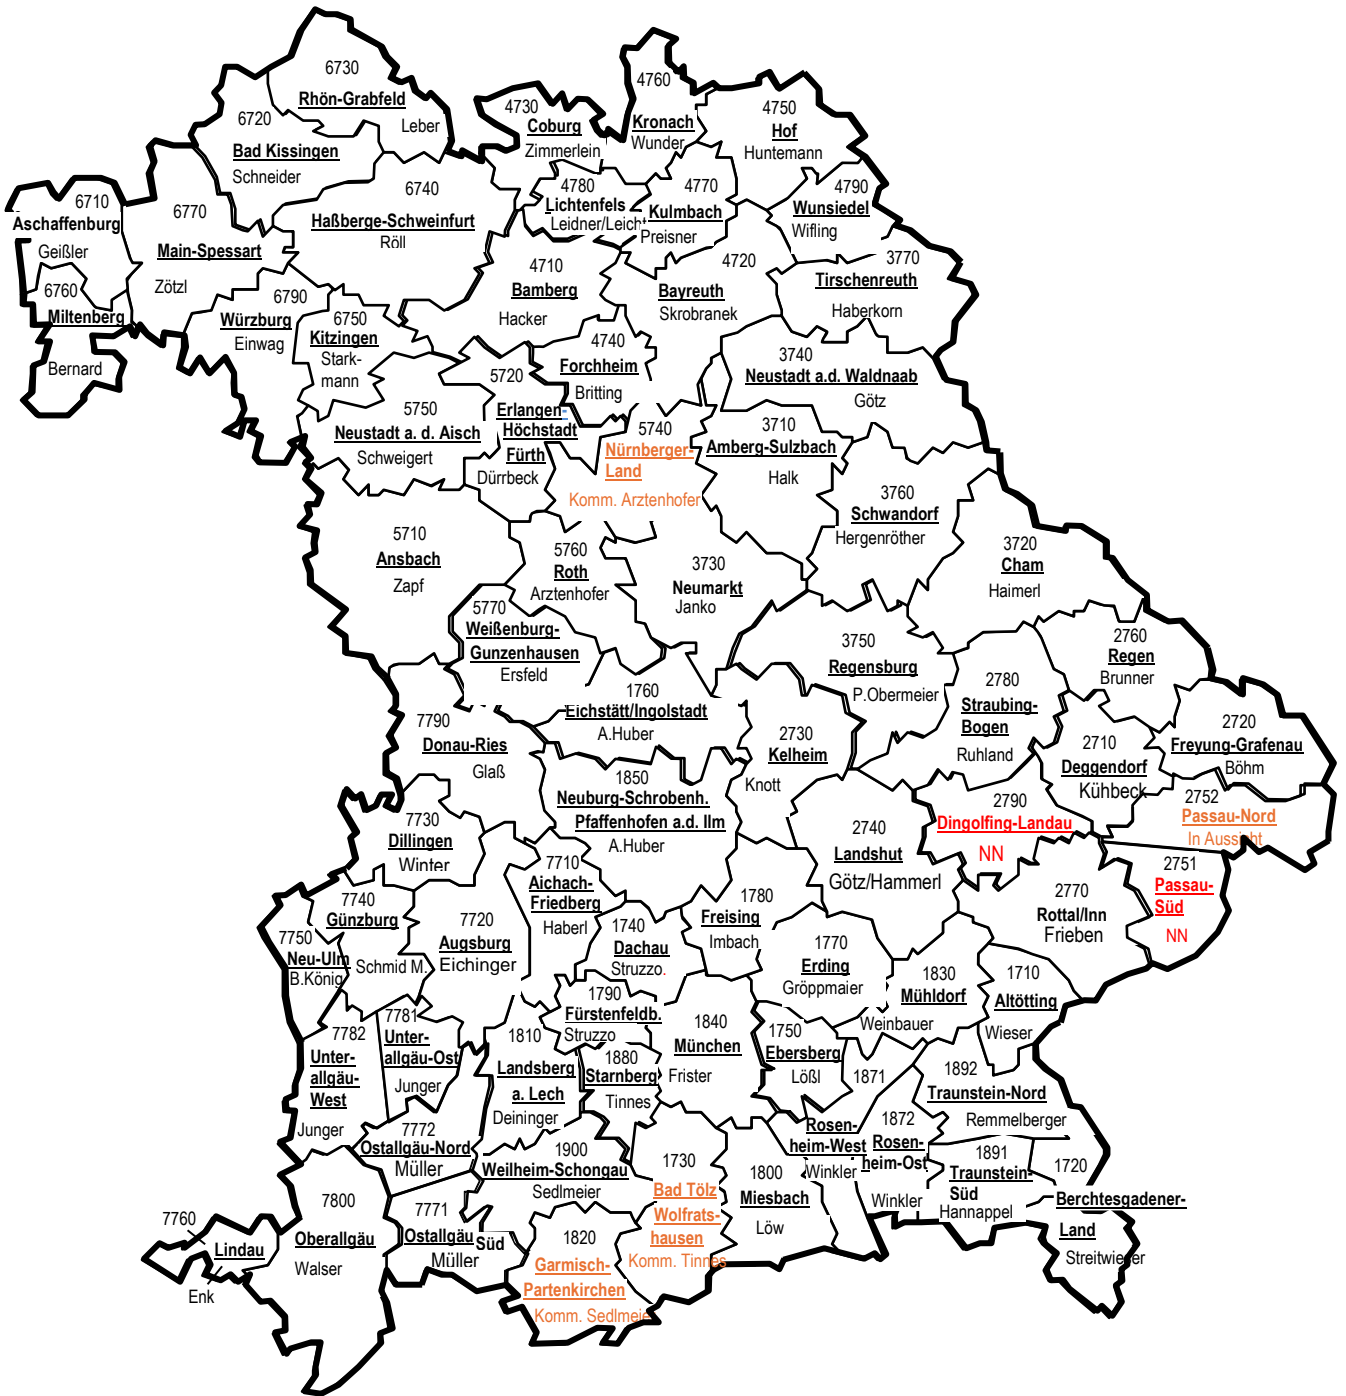 6730
Rhön-Grabfeld
Leber
6720
Bad Kissingen
Schneider
4730
Coburg
Zimmerlein
4760
Kronach
Wunder
4750
Hof
Huntemann
6710
Aschaffenburg
Geißler
6770
Main-Spessart
Zötzl
6740
Haßberge-Schweinfurt
Röll
4780
Lichtenfels
Leidner/Leicht
4770
Kulmbach
Preisner
4790
Wunsiedel
Wifling
6760
Miltenberg
Bernard
6790
Würzburg
Einwag
6750
Kitzingen
Stark-
mann
4710
Bamberg
Hacker
4720
Bayreuth
Skrobranek
3770
Tirschenreuth
Haberkorn
4740
Forchheim
Britting
3740
Neustadt a.d. Waldnaab
Götz
5750
Neustadt a. d. Aisch
Schweigert
5720
Erlangen-
Höchstadt
Fürth
Dürrbeck
5740
Nürnberger-
Land
Komm. Arztenhofer
3710
Amberg-Sulzbach
Halk
3760
Schwandorf
Hergenröther
3720
Cham
Haimerl
5710
Ansbach
Zapf
5760
Roth
Arztenhofer
3730
Neumarkt
Janko
5770
Weißenburg-
Gunzenhausen
Ersfeld
3750
Regensburg
P.Obermeier
2760
Regen
Brunner
2780
Straubing-
Bogen
Ruhland
1760
Eichstätt/Ingolstadt
A.Huber
7790
Donau-Ries
Glaß
2730
Kelheim
Knott
2710
Deggendorf
Kühbeck
2720
Freyung-Grafenau
Böhm
1850
Neuburg-Schrobenh.
Pfaffenhofen a.d. Ilm
A.Huber
2790
Dingolfing-Landau
NN
2752
Passau-Nord
In Aussicht
7730
Dillingen
Winter
2740
Landshut
Götz/Hammerl
2751
Passau-
Süd
NN
7710
Aichach-
Friedberg
Haberl
2770
Rottal/Inn
Frieben
7740
Günzburg
Schmid M.
7720
Augsburg
Eichinger
1740
Dachau
Struzzo.
1780
Freising
Imbach
1770
Erding
Gröppmaier
7750
Neu-Ulm
B.König
1830
Mühldorf
Weinbauer
1710
Altötting
Wieser
1790
Fürstenfeldb.
Struzzo
7782
Unter-
allgäu-
West
Junger
7781
Unter-
allgäu-Ost
Junger
1810
Landsberg
a. Lech
Deininger
1880
Starnberg
Tinnes
1840
München
Frister
1750
Ebersberg
Lößl
1871
Rosen-
heim-West
Winkler
1872
Rosen-
heim-Ost
Winkler
1892
Traunstein-Nord
Remmelberger
7772
Ostallgäu-Nord
Müller
1900
Weilheim-Schongau
Sedlmeier
1730
Bad Tölz
Wolfrats-
hausen
Komm. Tinnes
1800
Miesbach
Löw
1891
Traunstein-
Süd
Hannappel
1720
Berchtesgadener-
Land
Streitwieser
7760
Lindau
Enk
7800
Oberallgäu
Walser
7771
Ostallgäu Süd
Müller
1820
Garmisch-
Partenkirchen
Komm. Sedlmeie